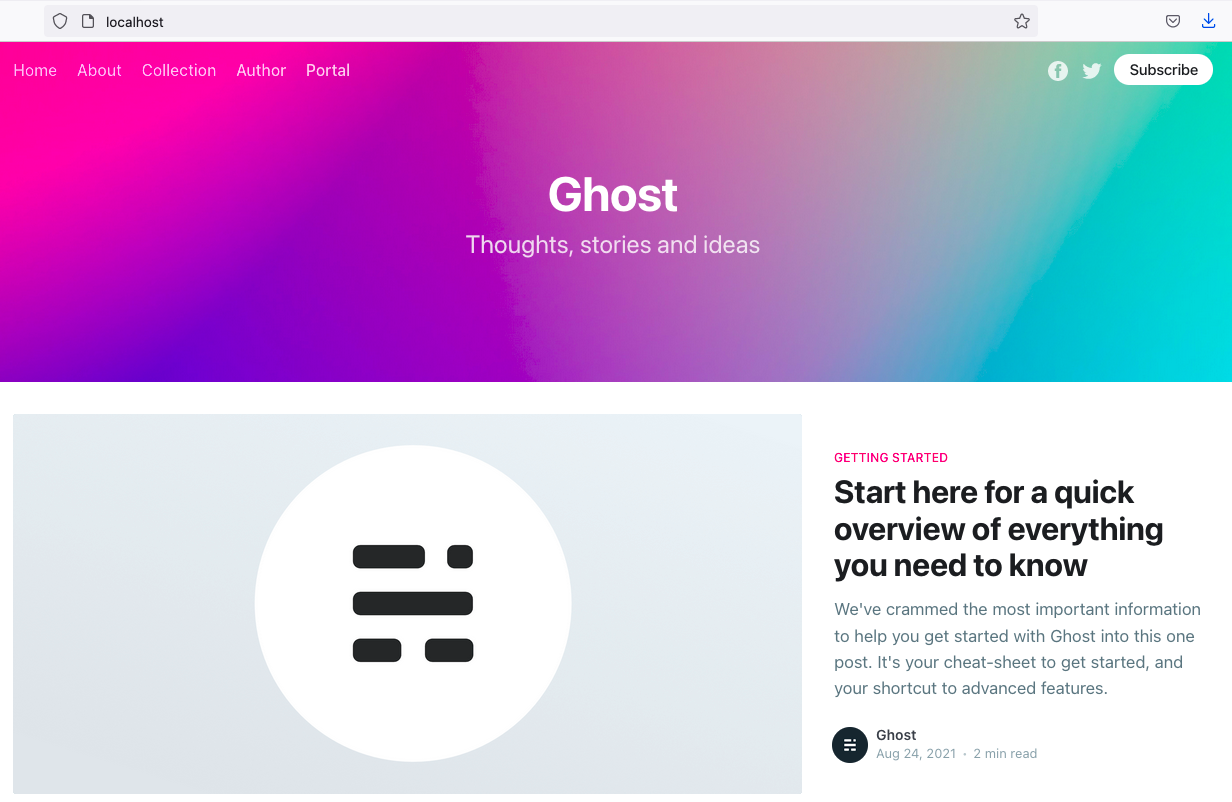 localhost
Home About Collection Author Portal
Subscribe
Ghost
Thoughts, stories and ideas
GETTING STARTED
Start here for a quick
overview of everything
you need to know
We've crammed the most important information
to help you get started with Ghost into this one
post. It's your cheat-sheet to get started, and
your shortcut to advanced features.
Ghost
Aug 24, 2021 • 2 min read